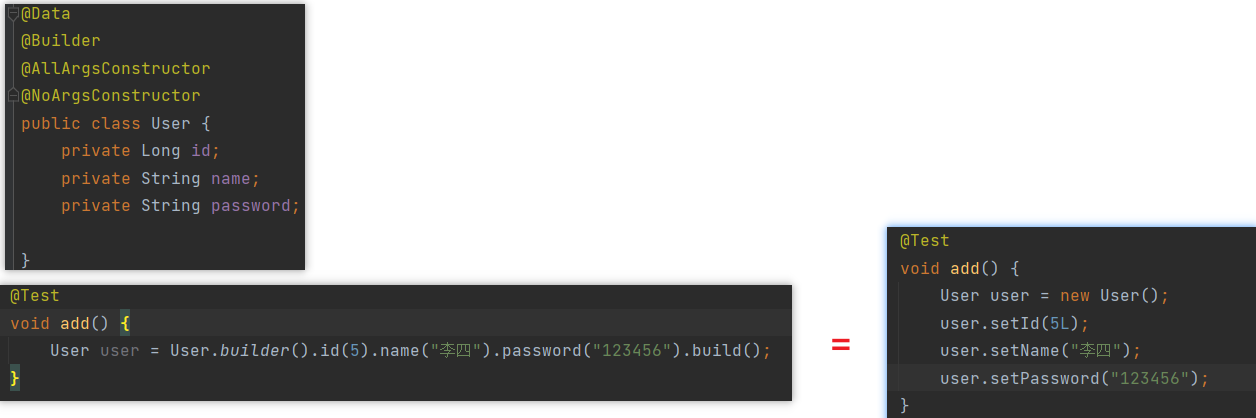 @Data
@Builder
@AllArgsConstructor
@NoArgsConstructor
public class User {
    private Long id;
    private String name;
    private String password;
}
@Test
void add() {
    User user = User.builder().id(5).name("李四").password("123456").build();
}
=
@Test
void add() {
    User user = new User();
    user.setId(5L);
    user.setName("李四");
    user.setPassword("123456");
}